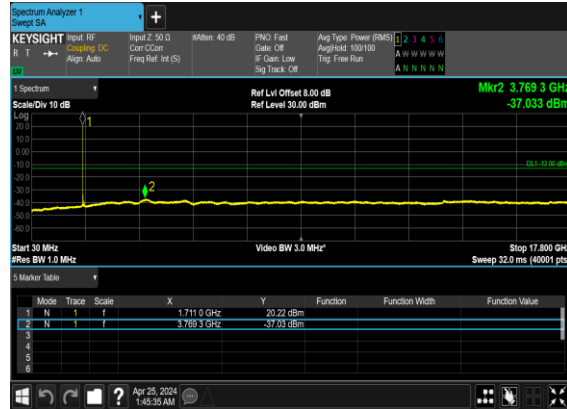 Spectrum Analyzer 1
Swept SA
+
KEYSIGHT Input: RF Input Z: 50 Ω #Atten: 40 dB PNO: Fast Avg Type: Power (RMS) 1 2 3 4 5 6
R T Coupling: DC Corr CCorr Gate: Off Avg|Hold: 100/100 A W W W W W
Align: Auto Freq Ref: Int (S) IF Gain: Low Trig: Free Run
Sig Track: Off A N N N N N
1 Spectrum Ref Lvl Offset 8.00 dB Mkr2 3.769 3 GHz
Scale/Div 10 dB Ref Level 30.00 dBm -37.033 dBm
Log
1
20.0
10.0
0.00
-10.0
DL1 -13.00 dBm
-20.0
-30.0
2
-40.0
-50.0
-60.0
Start 30 MHz Video BW 3.0 MHz* Stop 17.800 GHz
#Res BW 1.0 MHz Sweep 32.0 ms (40001 pts)
5 Marker Table
Mode Trace Scale X Y Function Function Width Function Value
1 N 1 f 1.711 0 GHz 20.22 dBm
2 N 1 f 3.769 3 GHz -37.03 dBm
3
4
5
6
? Apr 25, 2024
1:45:35 AM